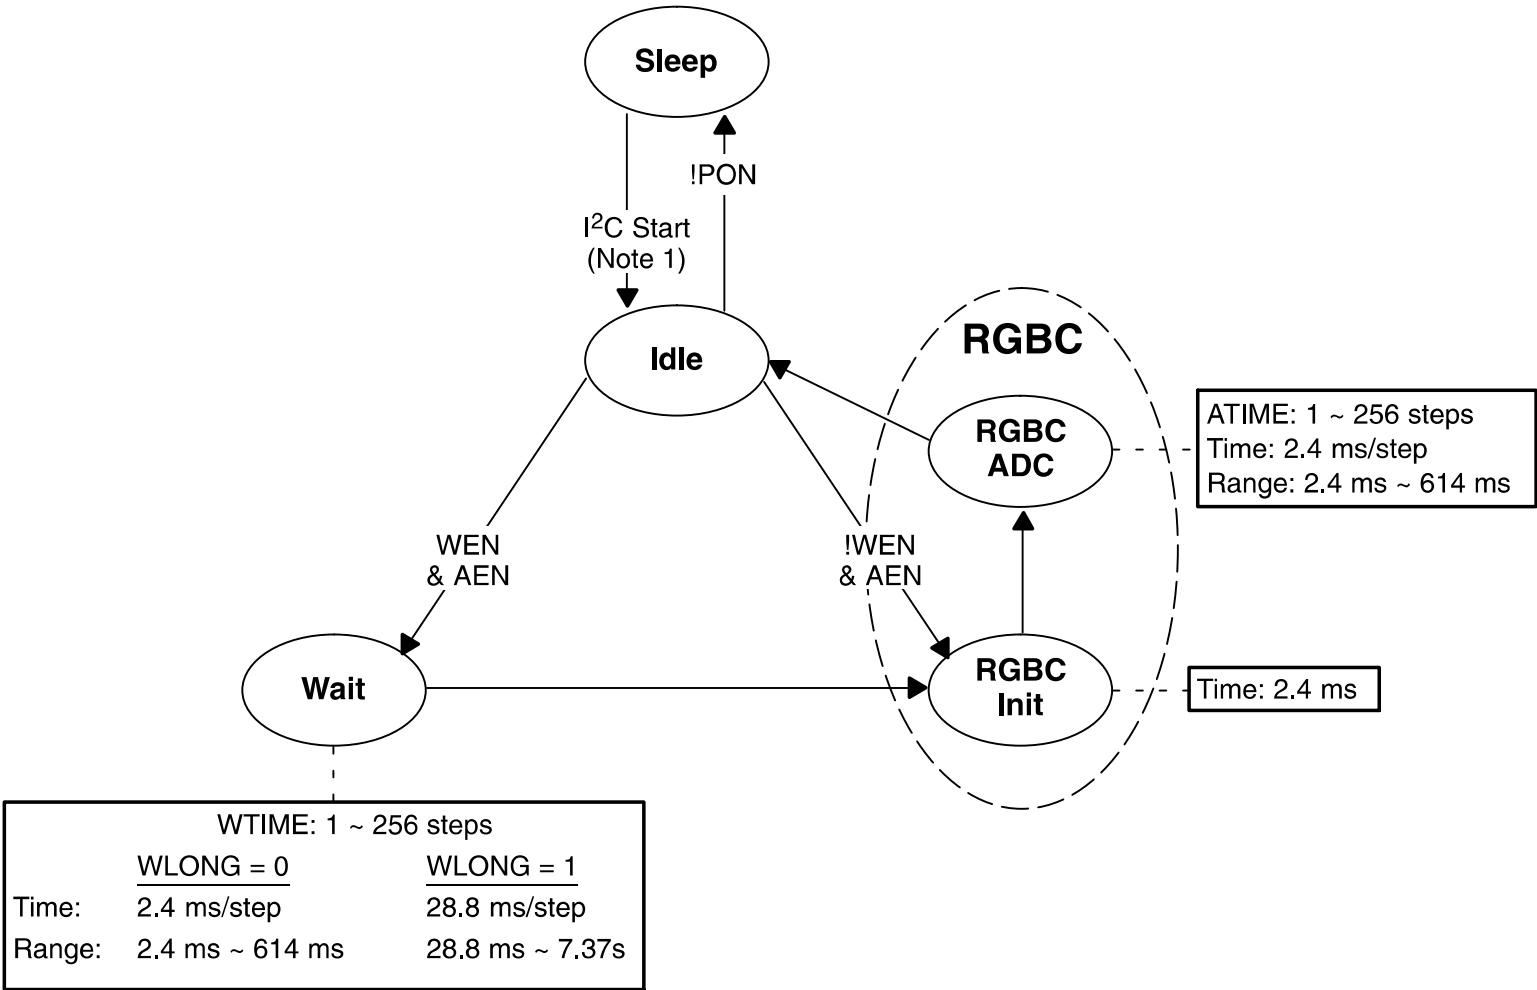 Sleep
!PON
I²C Start
(Note 1)
Idle
RGBC
RGBC
ADC
ATIME: 1 ~ 256 steps
Time: 2.4 ms/step
Range: 2.4 ms ~ 614 ms
WEN
& AEN
!WEN
& AEN
Wait
RGBC
Init
Time: 2.4 ms
WTIME: 1 ~ 256 steps
WLONG = 0 WLONG = 1
Time: 2.4 ms/step 28.8 ms/step
Range: 2.4 ms ~ 614 ms 28.8 ms ~ 7.37s